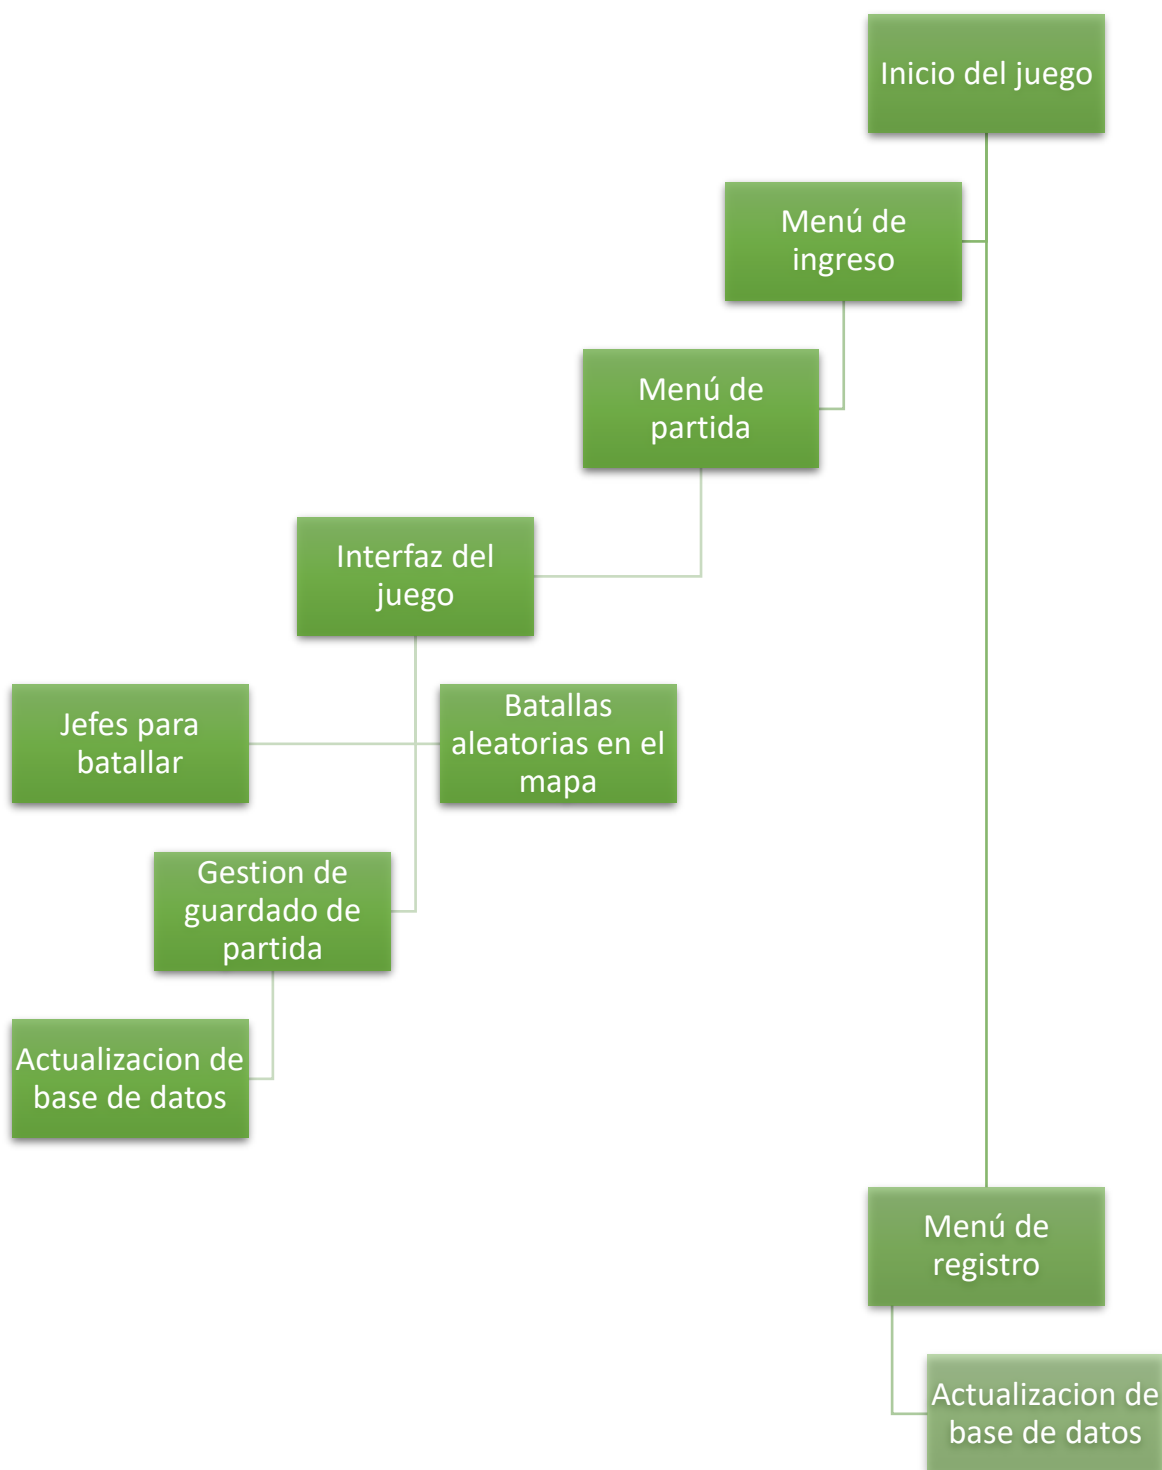 Inicio del juego
Menú de
ingreso
Menú de
partida
Interfaz del
juego
Jefes para
batallar
Batallas
aleatorias en el
mapa
Gestion de
guardado de
partida
Actualizacion de
base de datos
Menú de
registro
Actualizacion de
base de datos